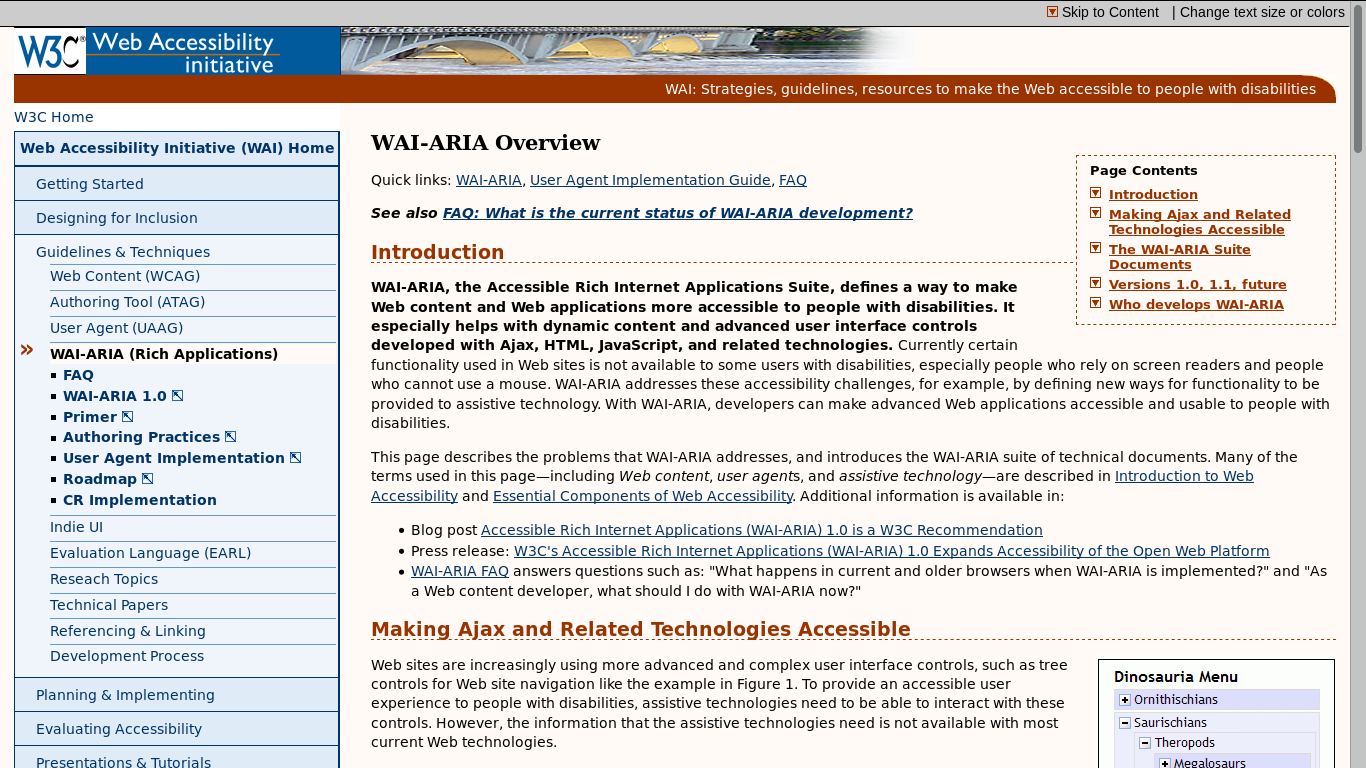 Skip to Content | Change text size or colors
W3C® Web Accessibility
initiative
WAI: Strategies, guidelines, resources to make the Web accessible to people with disabilities
W3C Home
Web Accessibility Initiative (WAI) Home
Getting Started
Designing for Inclusion
Guidelines & Techniques
Web Content (WCAG)
Authoring Tool (ATAG)
User Agent (UAAG)
» WAI-ARIA (Rich Applications)
FAQ
WAI-ARIA 1.0
Primer
Authoring Practices
User Agent Implementation
Roadmap
CR Implementation
Indie UI
Evaluation Language (EARL)
Reseach Topics
Technical Papers
Referencing & Linking
Development Process
Planning & Implementing
Evaluating Accessibility
Presentations & Tutorials
WAI-ARIA Overview
Quick links: WAI-ARIA, User Agent Implementation Guide, FAQ
See also FAQ: What is the current status of WAI-ARIA development?
Page Contents
Introduction
Making Ajax and Related
Technologies Accessible
The WAI-ARIA Suite
Documents
Versions 1.0, 1.1, future
Who develops WAI-ARIA
Introduction
WAI-ARIA, the Accessible Rich Internet Applications Suite, defines a way to make
Web content and Web applications more accessible to people with disabilities. It
especially helps with dynamic content and advanced user interface controls
developed with Ajax, HTML, JavaScript, and related technologies. Currently certain
functionality used in Web sites is not available to some users with disabilities, especially people who rely on screen readers and people
who cannot use a mouse. WAI-ARIA addresses these accessibility challenges, for example, by defining new ways for functionality to be
provided to assistive technology. With WAI-ARIA, developers can make advanced Web applications accessible and usable to people with
disabilities.
This page describes the problems that WAI-ARIA addresses, and introduces the WAI-ARIA suite of technical documents. Many of the
terms used in this page—including Web content, user agents, and assistive technology—are described in Introduction to Web
Accessibility and Essential Components of Web Accessibility. Additional information is available in:
• Blog post Accessible Rich Internet Applications (WAI-ARIA) 1.0 is a W3C Recommendation
• Press release: W3C's Accessible Rich Internet Applications (WAI-ARIA) 1.0 Expands Accessibility of the Open Web Platform
• WAI-ARIA FAQ answers questions such as: "What happens in current and older browsers when WAI-ARIA is implemented?" and "As
a Web content developer, what should I do with WAI-ARIA now?"
Making Ajax and Related Technologies Accessible
Web sites are increasingly using more advanced and complex user interface controls, such as tree
controls for Web site navigation like the example in Figure 1. To provide an accessible user
experience to people with disabilities, assistive technologies need to be able to interact with these
controls. However, the information that the assistive technologies need is not available with most
current Web technologies.
Dinosauria Menu
Ornithischians
Saurischians
Theropods
Megalosaurs